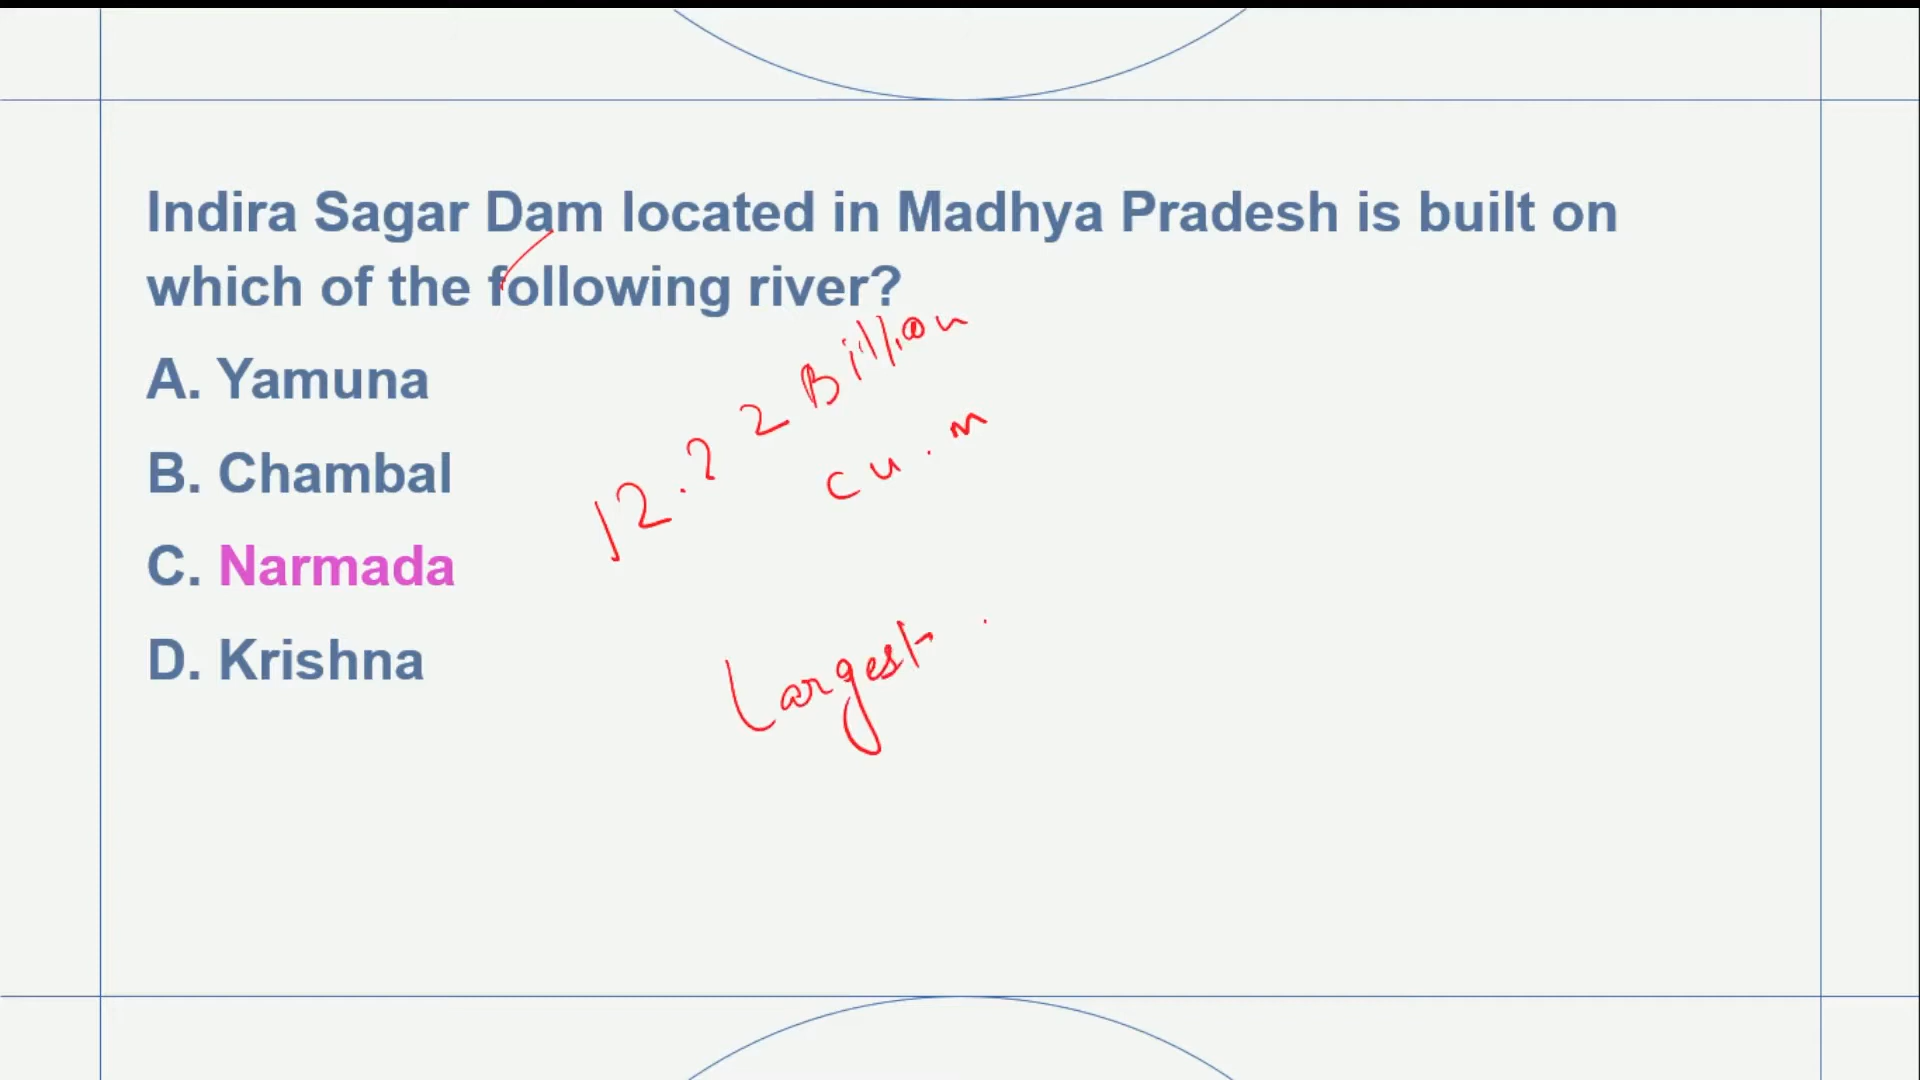 Indira Sagar Dam located in Madhya Pradesh is built on
which of the following river?
A. Yamuna
B. Chambal
C. Narmada
D. Krishna
12.22 Billion
cu.m
Largest